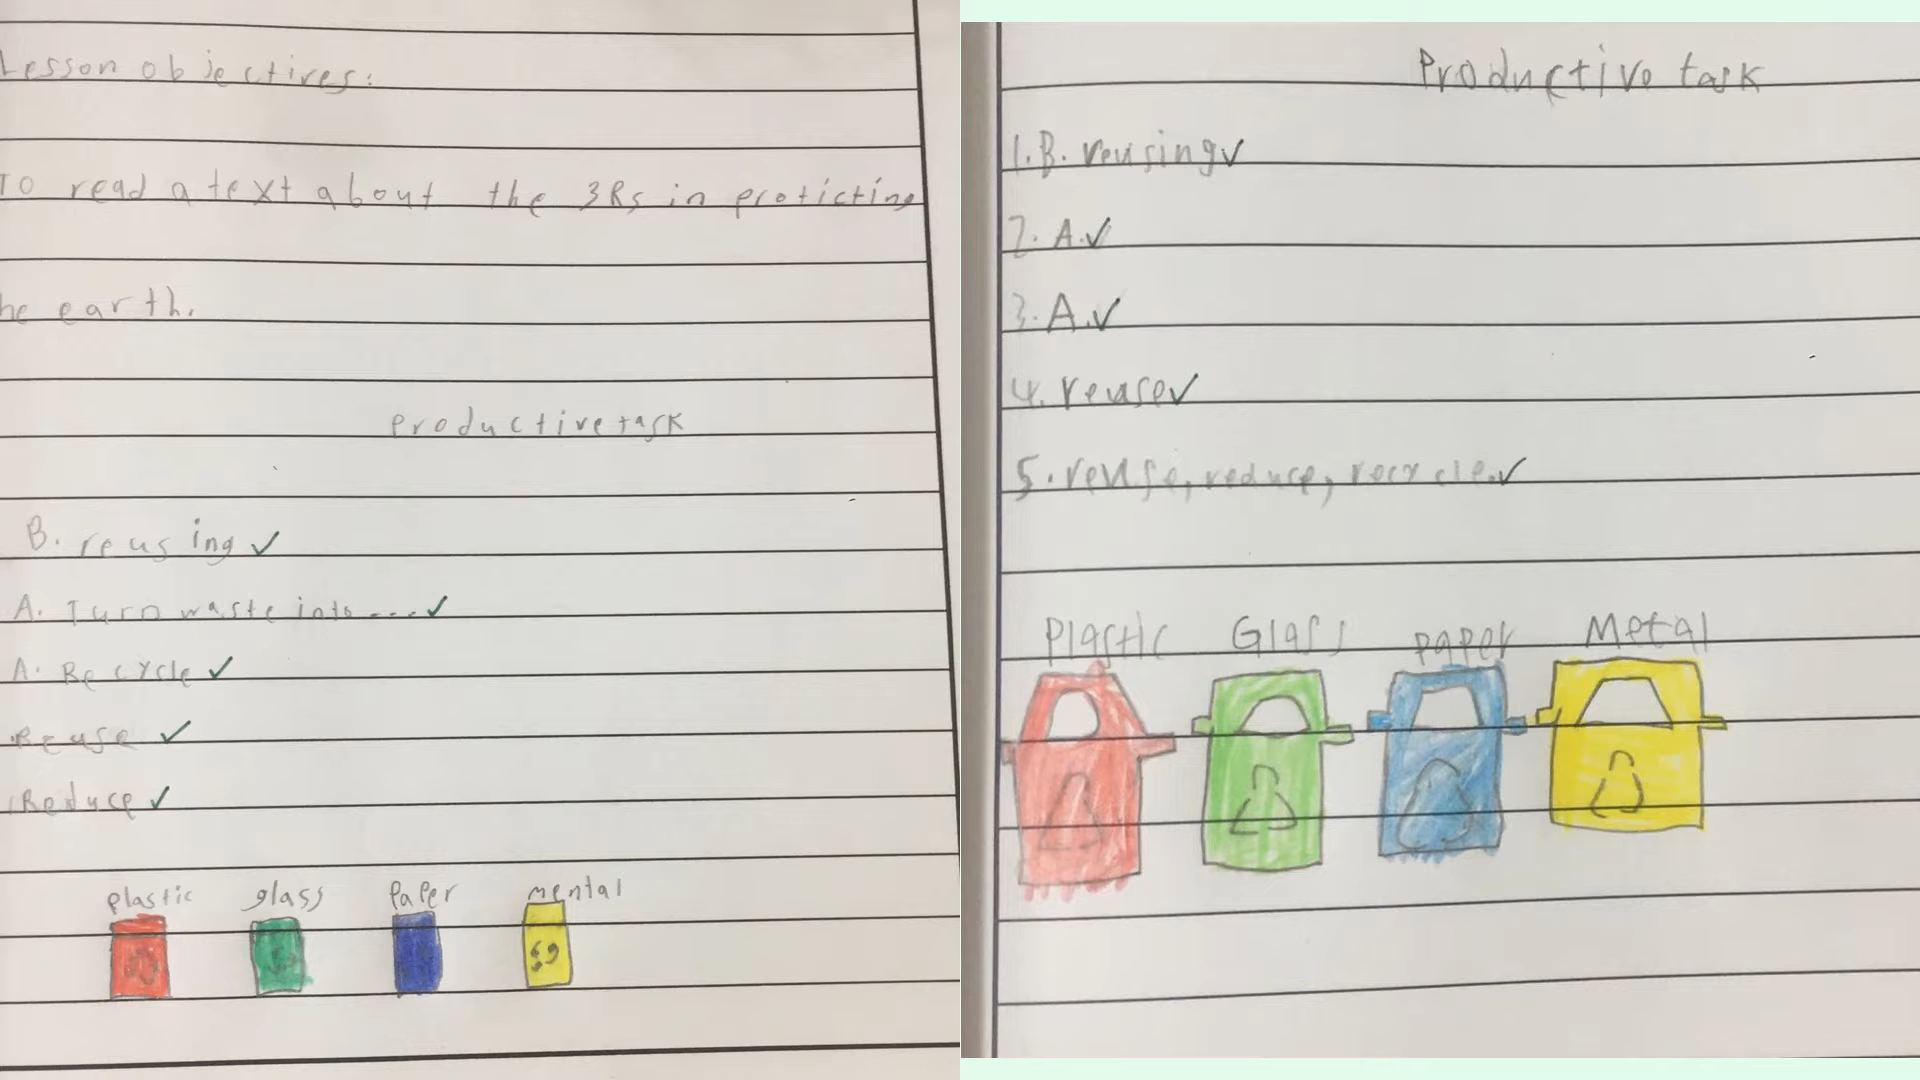 Lesson objectives:
To read a text about the 3Rs in proticting
he earth.
Productive task
B. reusing ✓
A. Turn waste into .... ✓
A. Recycle ✓
Reuse ✓
Reduce ✓
plastic glass Paper mental
Productive task
1. B. reusing ✓
2. A. ✓
3. A. ✓
4. reuse ✓
5. reuse, reduce, recycle. ✓
Plastic Glass paper Metal